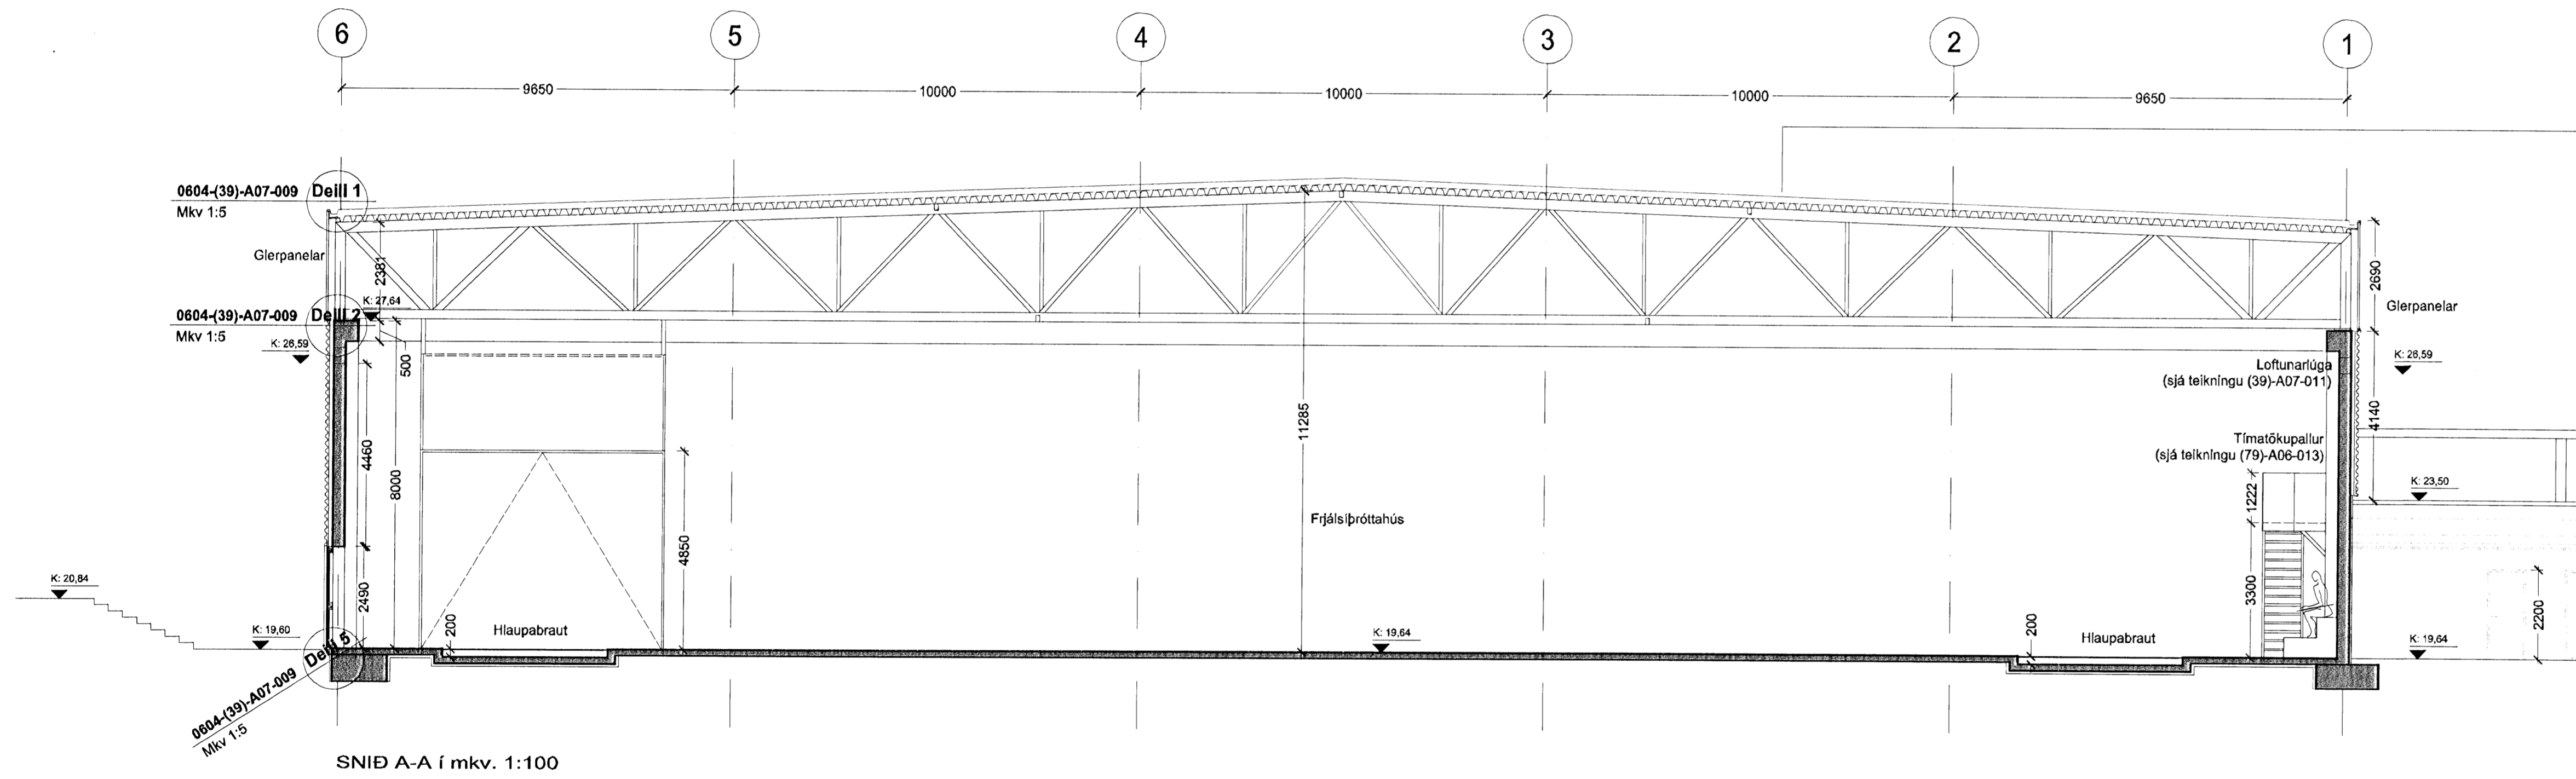 6 5 4 3 2 1
9650 10000 10000 10000 9650
0604-(39)-A07-009 Deill 1
Mkv 1:5
Glerpanelar
2381
K: 27,64
0604-(39)-A07-009 Deill 2
Mkv 1:5
K: 26,59
500
4460
8000
2490
K: 20,84
K: 19,60
Deill 5
0604-(39)-A07-009
Mkv 1:5
200
Hlaupabraut
4850
11285
Frjálsíþróttahús
K: 19,64
2690
Glerpanelar
K: 26,59
Loftunarlúga
(sjá teikningu (39)-A07-011)
4140
Tímatökupallur
(sjá teikningu (79)-A06-013)
1222
K: 23,50
3300
200
Hlaupabraut
2200
K: 19,64
SNIÐ A-A í mkv. 1:100